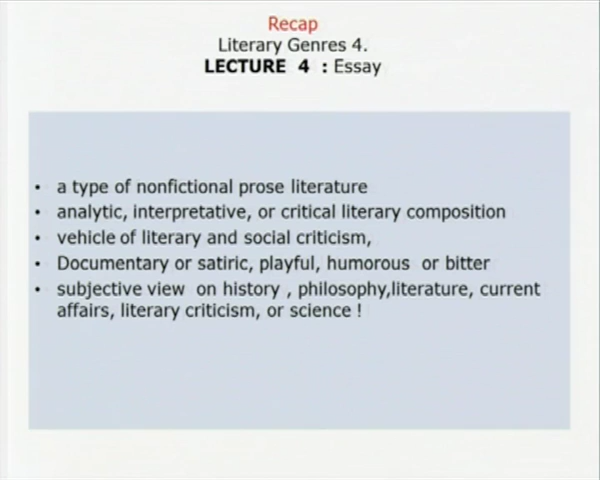 Recap
Literary Genres 4.
LECTURE 4 : Essay
• a type of nonfictional prose literature
• analytic, interpretative, or critical literary composition
• vehicle of literary and social criticism,
• Documentary or satiric, playful, humorous or bitter
• subjective view on history , philosophy,literature, current
affairs, literary criticism, or science !